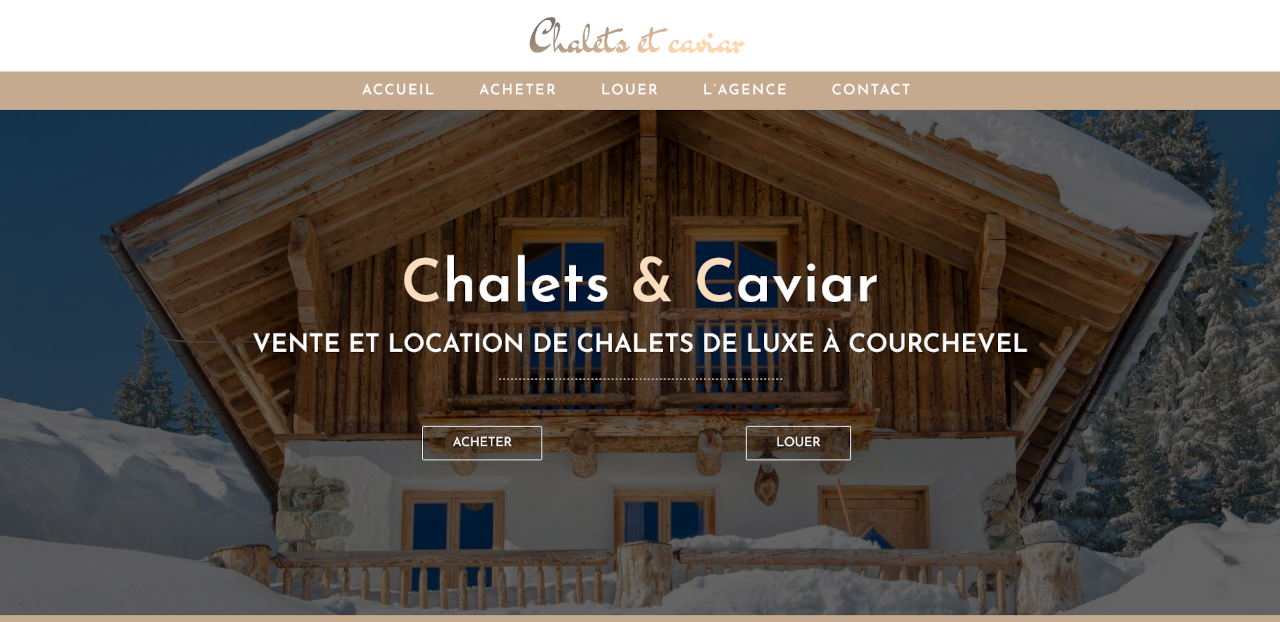 Chalets et caviar
ACCUEIL ACHETER LOUER L'AGENCE CONTACT
Chalets & Caviar
VENTE ET LOCATION DE CHALETS DE LUXE À COURCHEVEL
ACHETER LOUER